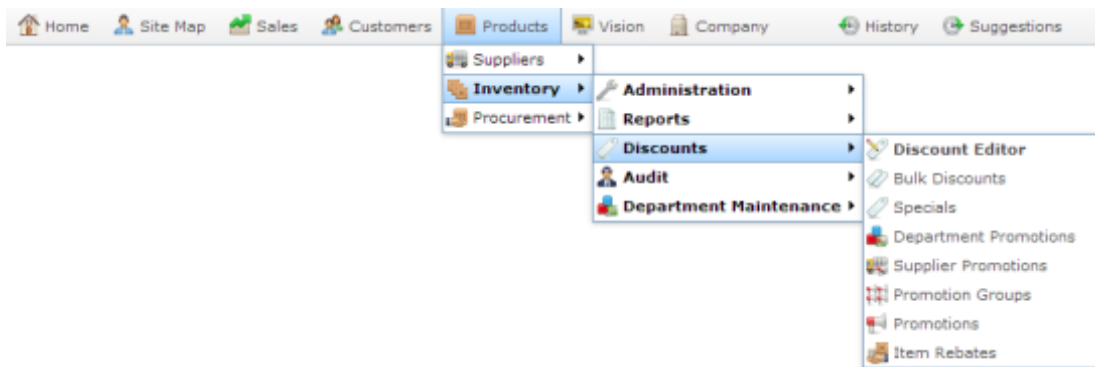 Home Site Map Sales Customers Products Vision Company History Suggestions
Suppliers
Inventory
Procurement
Administration
Reports
Discounts
Audit
Department Maintenance
Discount Editor
Bulk Discounts
Specials
Department Promotions
Supplier Promotions
Promotion Groups
Promotions
Item Rebates